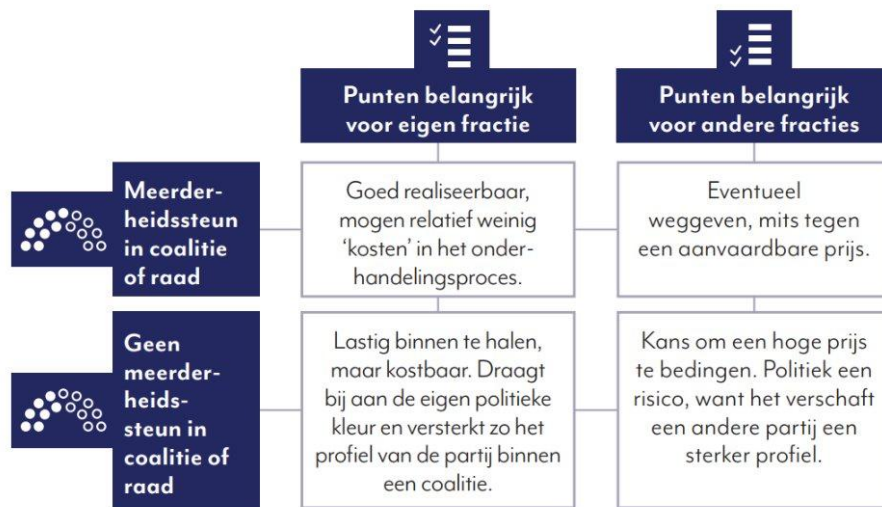 Punten belangrijk
voor eigen fractie
Punten belangrijk
voor andere fracties
Meerder-
heidssteun
in coalitie
of raad
Goed realiseerbaar,
mogen relatief weinig
‘kosten’ in het onder-
handelingsproces.
Eventueel
weggeven, mits tegen
een aanvaardbare prijs.
Geen
meerder-
heids-
steun in
coalitie of
raad
Lastig binnen te halen,
maar kostbaar. Draagt
bij aan de eigen politieke
kleur en versterkt zo het
profiel van de partij binnen
een coalitie.
Kans om een hoge prijs
te bedingen. Politiek een
risico, want het verschaft
een andere partij een
sterker profiel.